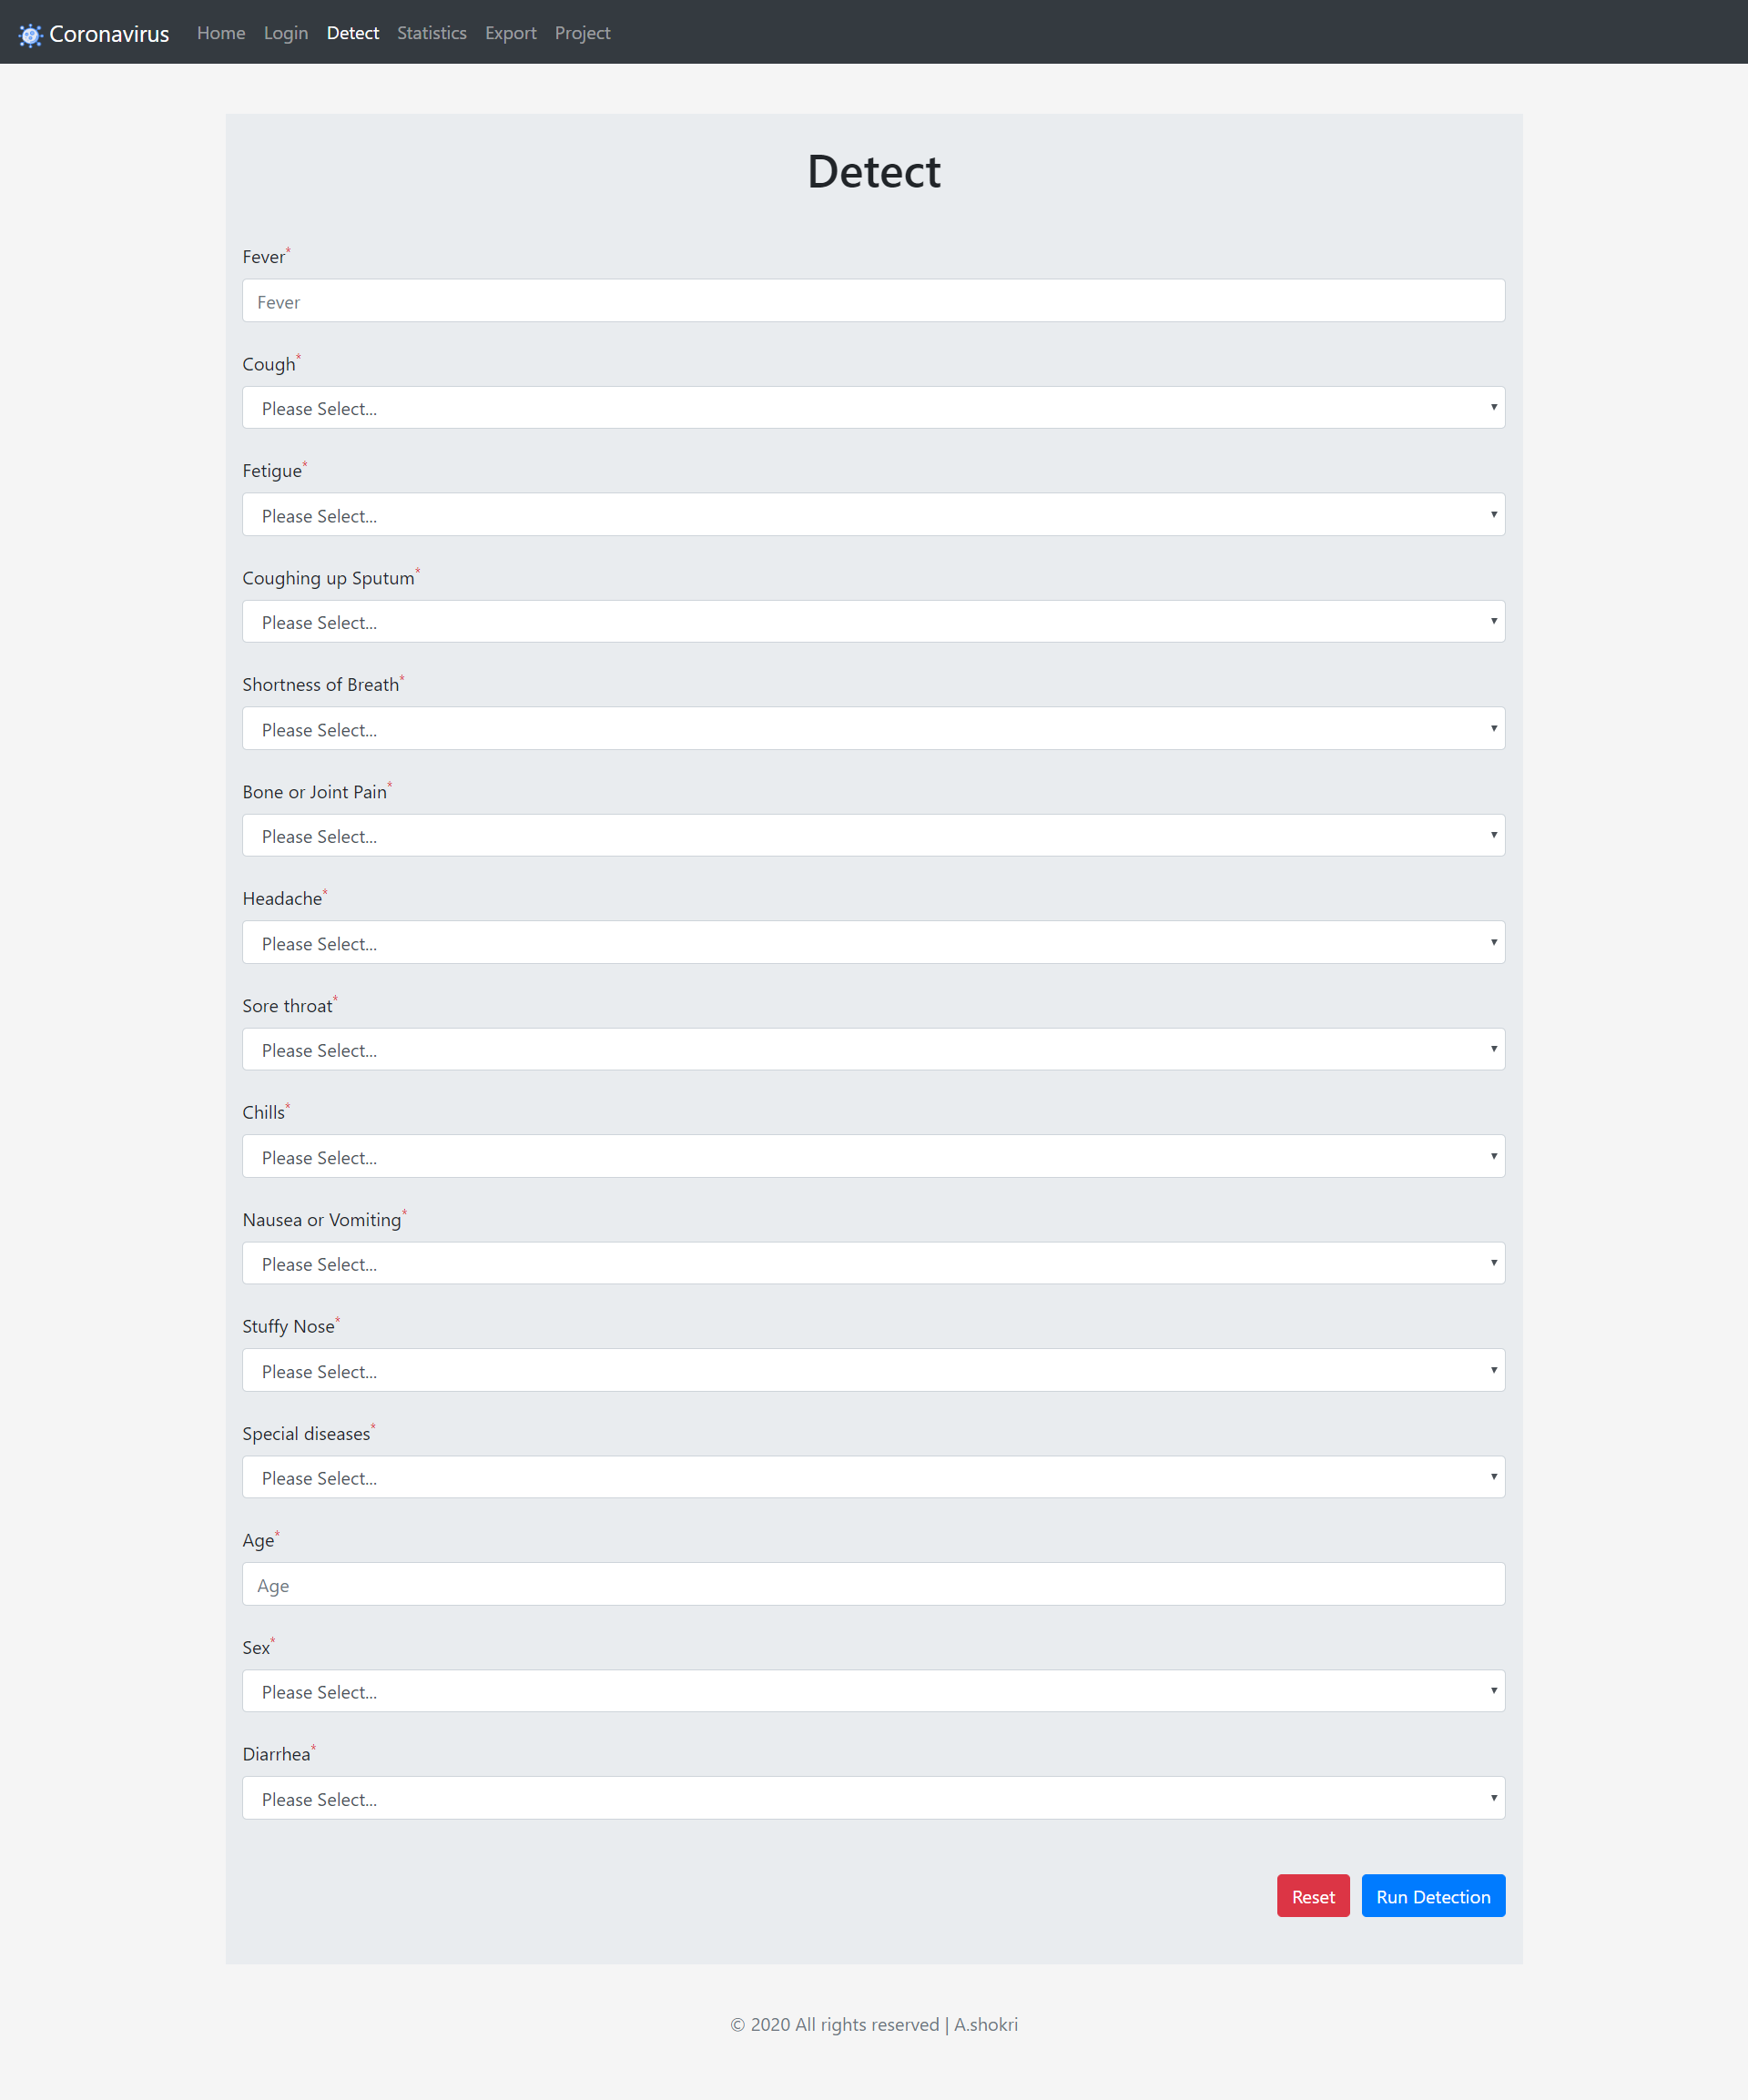 Coronavirus Home Login Detect Statistics Export Project
Detect
Fever*
Fever
Cough*
Please Select...
Fetigue*
Please Select...
Coughing up Sputum*
Please Select...
Shortness of Breath*
Please Select...
Bone or Joint Pain*
Please Select...
Headache*
Please Select...
Sore throat*
Please Select...
Chills*
Please Select...
Nausea or Vomiting*
Please Select...
Stuffy Nose*
Please Select...
Special diseases*
Please Select...
Age*
Age
Sex*
Please Select...
Diarrhea*
Please Select...
Reset Run Detection
© 2020 All rights reserved | A.shokri